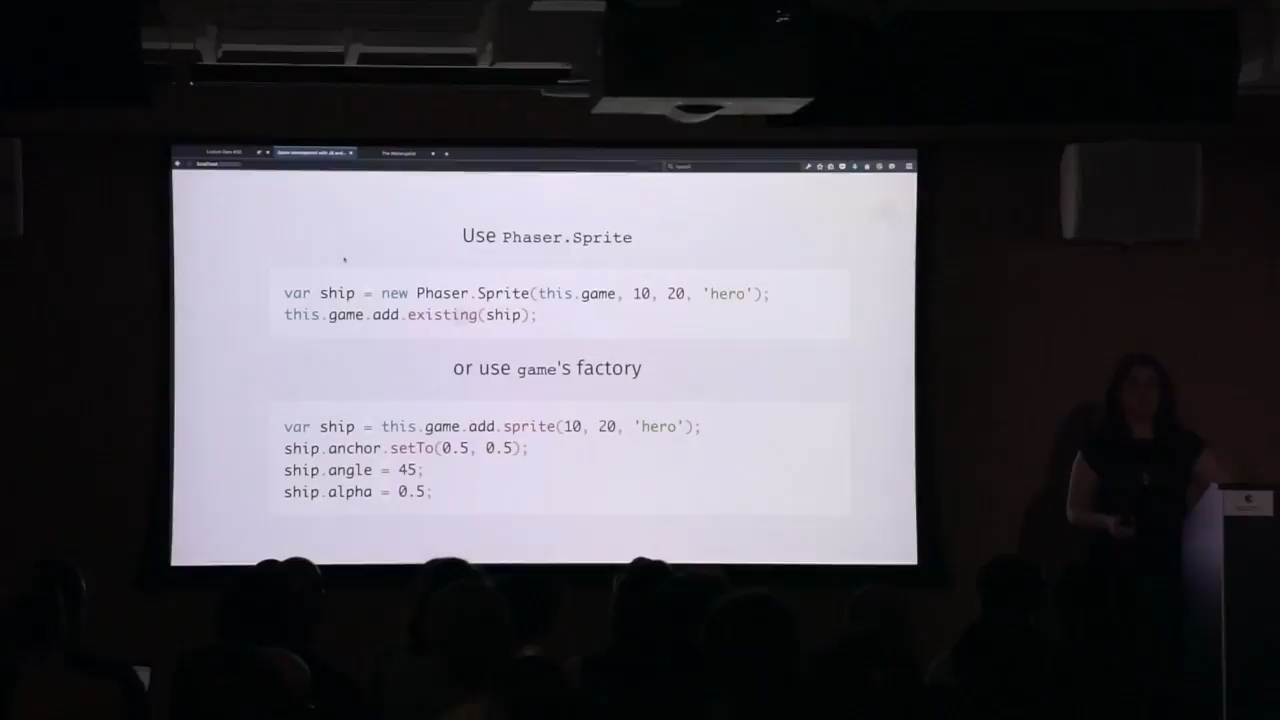 Use Phaser.Sprite
var ship = new Phaser.Sprite(this.game, 10, 20, 'hero');
this.game.add.existing(ship);
or use game's factory
var ship = this.game.add.sprite(10, 20, 'hero');
ship.anchor.setTo(0.5, 0.5);
ship.angle = 45;
ship.alpha = 0.5;